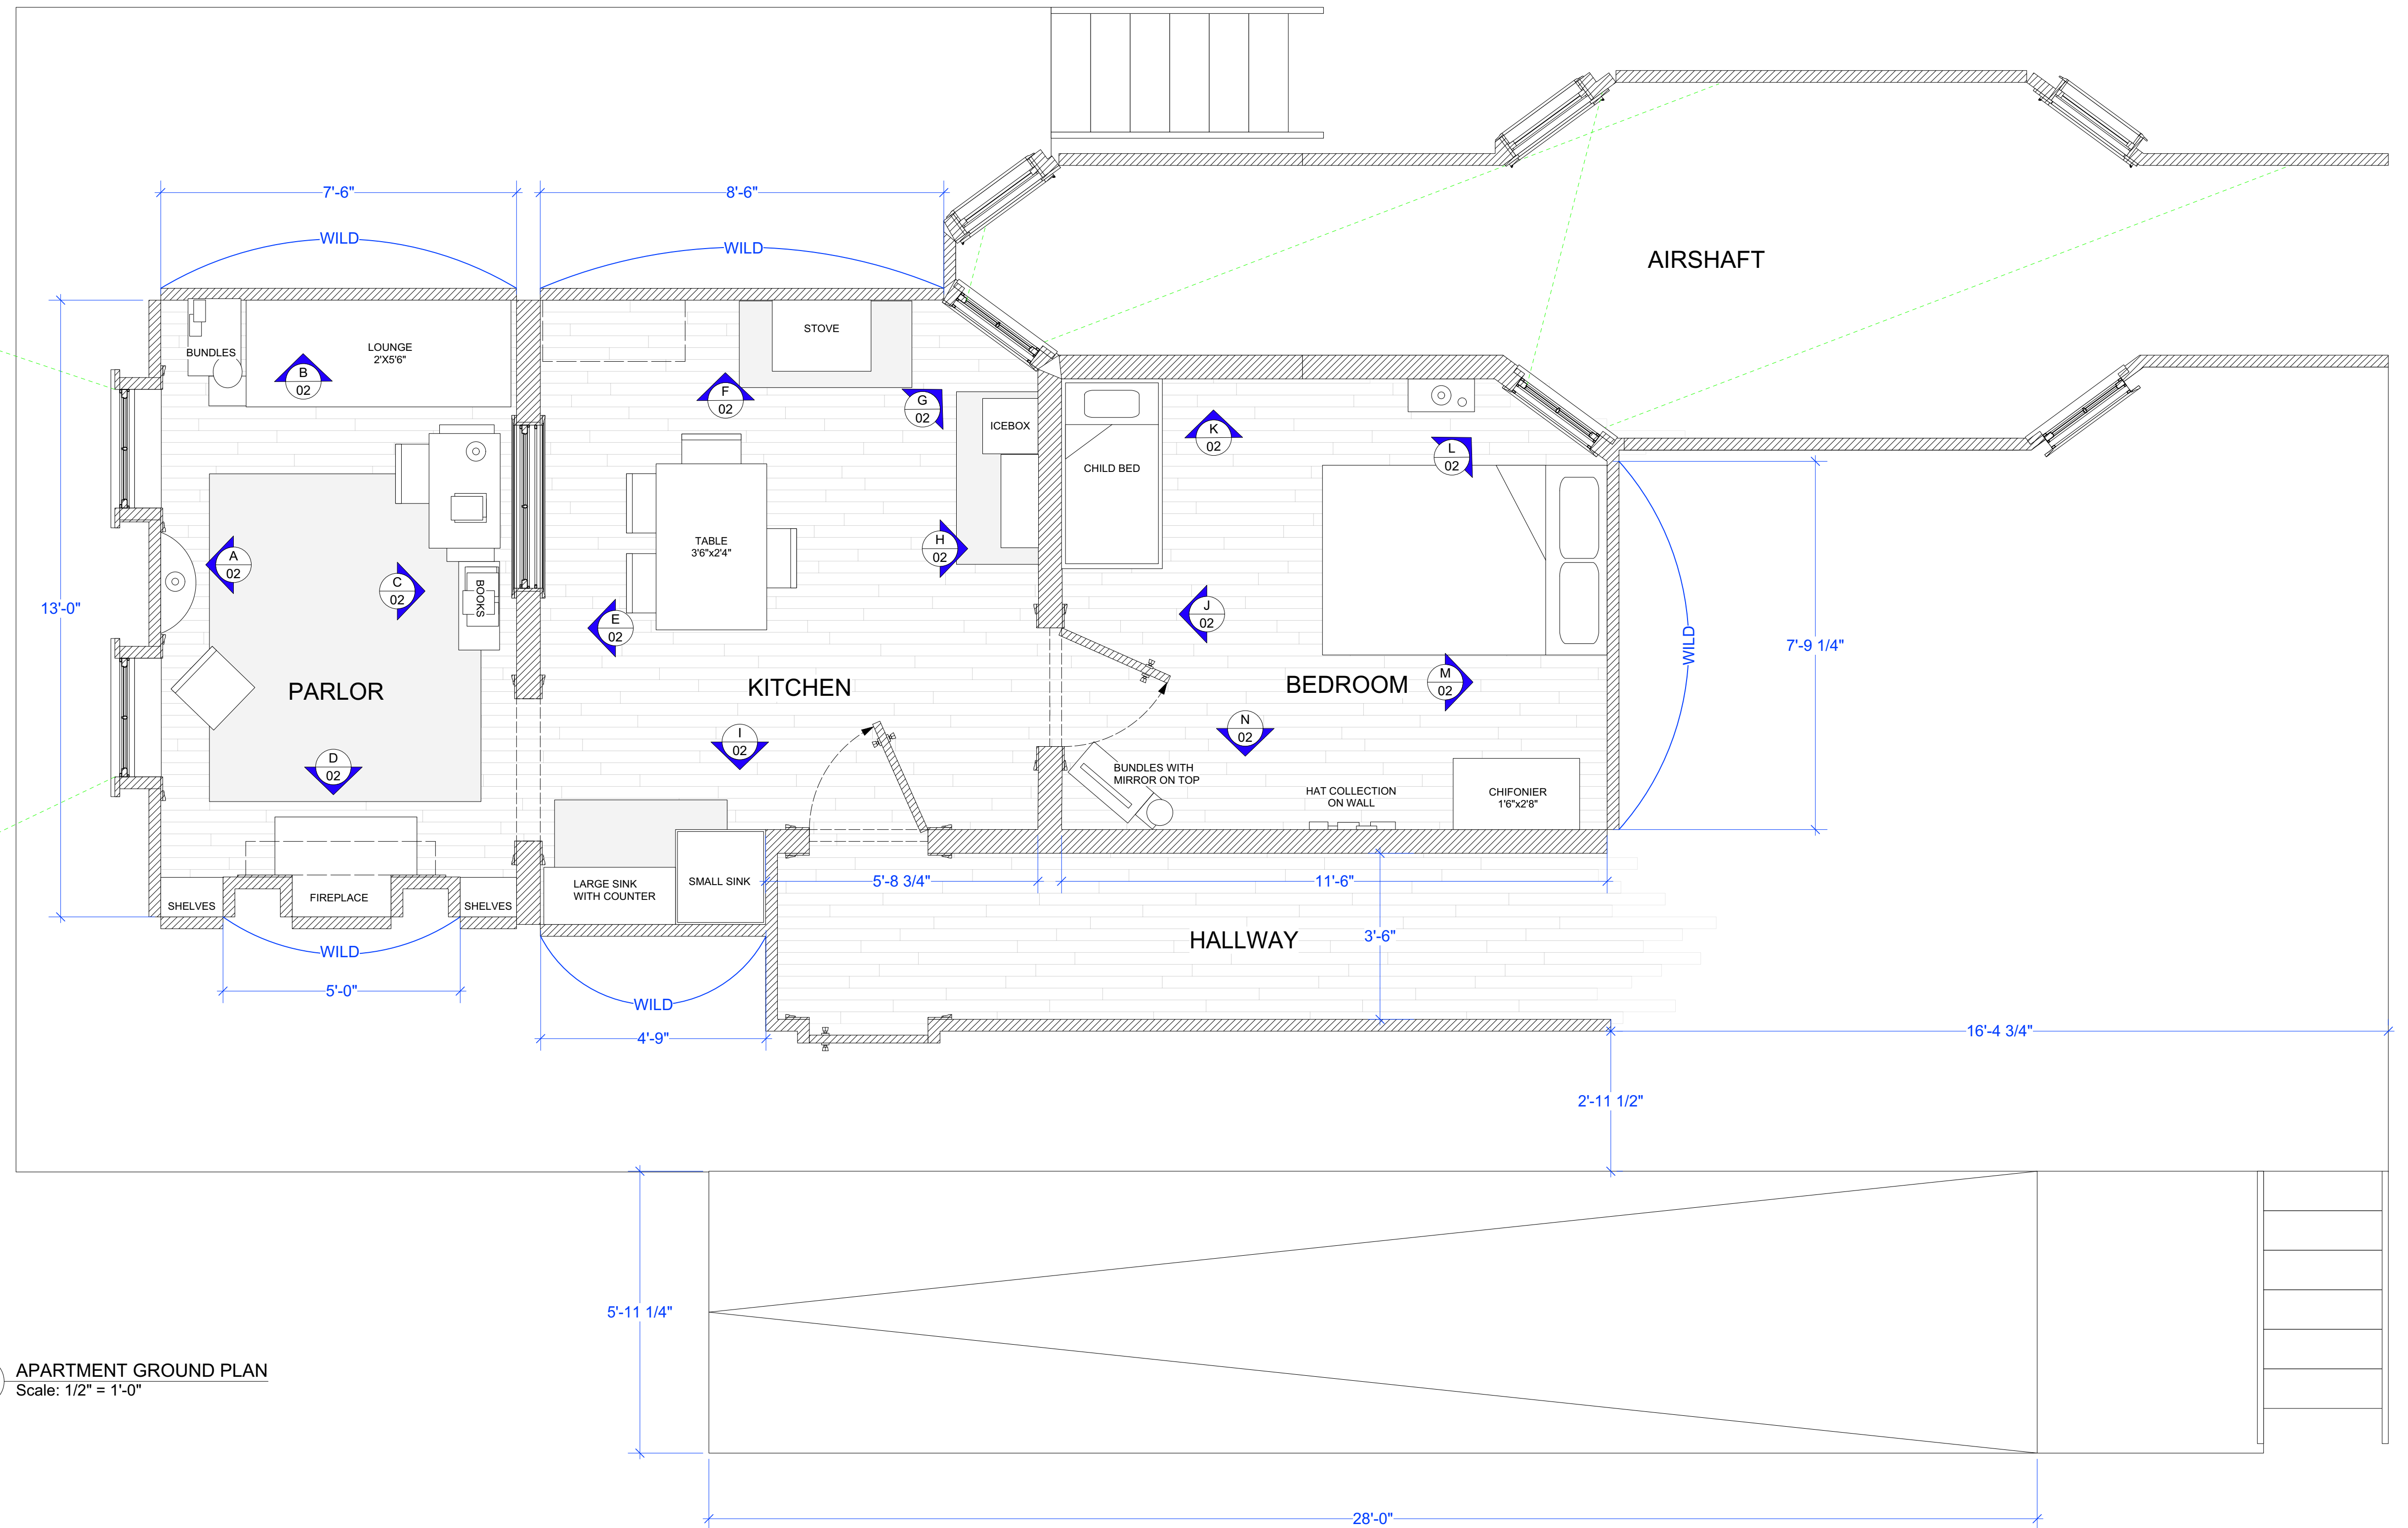 7'-6"
8'-6"
WILD
WILD
AIRSHAFT
STOVE
LOUNGE
2'X5'6"
BUNDLES
B
02
F
02
G
02
ICEBOX
K
02
L
02
CHILD BED
TABLE
3'6"x2'4"
H
02
A
02
C
02
BOOKS
13'-0"
E
02
J
02
WILD
7'-9 1/4"
PARLOR
KITCHEN
BEDROOM
M
02
I
02
N
02
D
02
BUNDLES WITH
MIRROR ON TOP
HAT COLLECTION
ON WALL
CHIFONIER
1'6"x2'8"
LARGE SINK
WITH COUNTER
SMALL SINK
5'-8 3/4"
11'-6"
SHELVES
FIREPLACE
SHELVES
HALLWAY
3'-6"
WILD
5'-0"
WILD
4'-9"
16'-4 3/4"
2'-11 1/2"
5'-11 1/4"
APARTMENT GROUND PLAN
Scale: 1/2" = 1'-0"
28'-0"